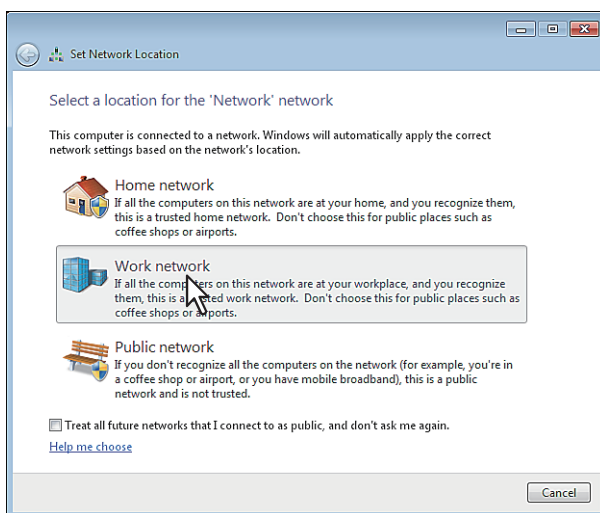 Set Network Location
Select a location for the 'Network' network
This computer is connected to a network. Windows will automatically apply the correct
network settings based on the network's location.
Home network
If all the computers on this network are at your home, and you recognize them,
this is a trusted home network. Don't choose this for public places such as
coffee shops or airports.
Work network
If all the computers on this network are at your workplace, and you recognize
them, this is a trusted work network. Don't choose this for public places such as
coffee shops or airports.
Public network
If you don't recognize all the computers on the network (for example, you're in
a coffee shop or airport, or you have mobile broadband), this is a public
network and is not trusted.
Treat all future networks that I connect to as public, and don't ask me again.
Help me choose
Cancel